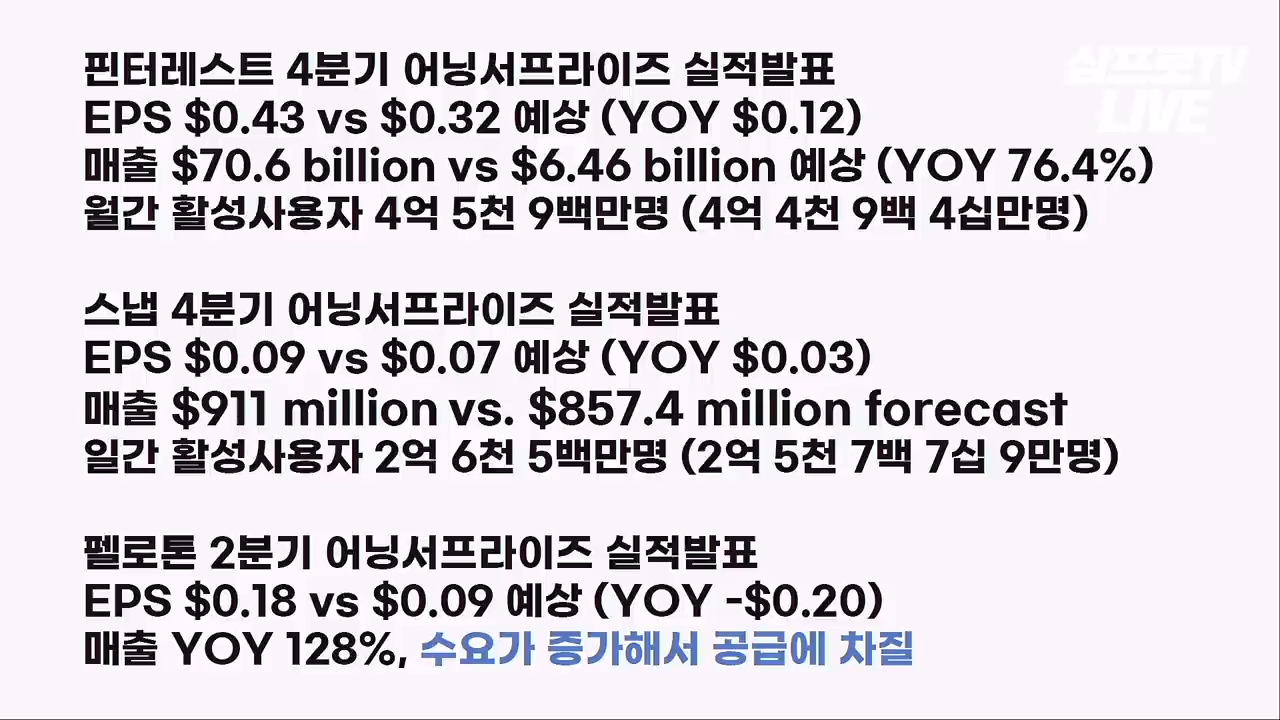 핀터레스트 4분기 어닝서프라이즈 실적발표
EPS $0.43 vs $0.32 예상 (YOY $0.12)
매출 $70.6 billion vs $6.46 billion 예상 (YOY 76.4%)
월간 활성사용자 4억 5천 9백만명 (4억 4천 9백 4십만명)
스냅 4분기 어닝서프라이즈 실적발표
EPS $0.09 vs $0.07 예상 (YOY $0.03)
매출 $911 million vs. $857.4 million forecast
일간 활성사용자 2억 6천 5백만명 (2억 5천 7백 7십 9만명)
펠로톤 2분기 어닝서프라이즈 실적발표
EPS $0.18 vs $0.09 예상 (YOY -$0.20)
매출 YOY 128%, 수요가 증가해서 공급에 차질
삼프로TV
LIVE